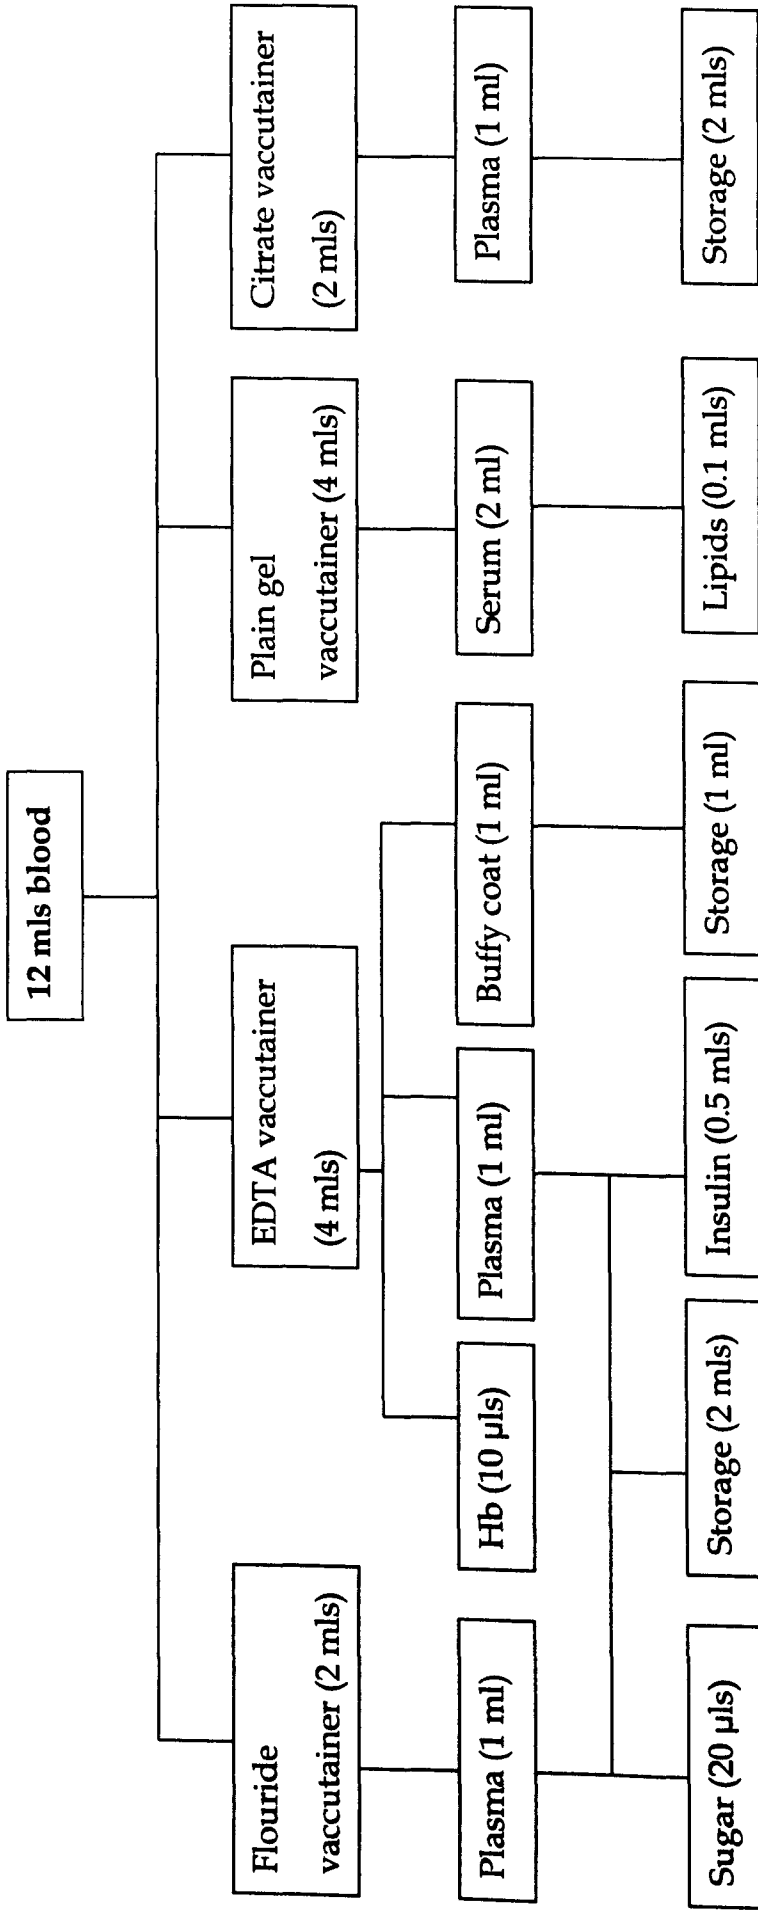 12 mls blood
Flouride
vaccutainer (2 mls)
EDTA vaccutainer
(4 mls)
Plain gel
vaccutainer (4 mls)
Citrate vaccutainer
(2 mls)
Plasma (1 ml)
Hb (10 µls)
Plasma (1 ml)
Buffy coat (1 ml)
Serum (2 ml)
Plasma (1 ml)
Sugar (20 µls)
Storage (2 mls)
Insulin (0.5 mls)
Storage (1 ml)
Lipids (0.1 mls)
Storage (2 mls)